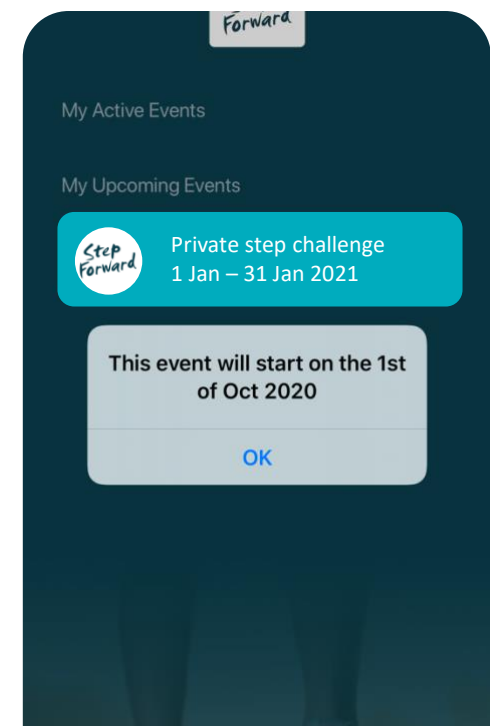 Forward
My Active Events
My Upcoming Events
Step
Forward
Private step challenge
1 Jan – 31 Jan 2021
This event will start on the 1st
of Oct 2020
OK